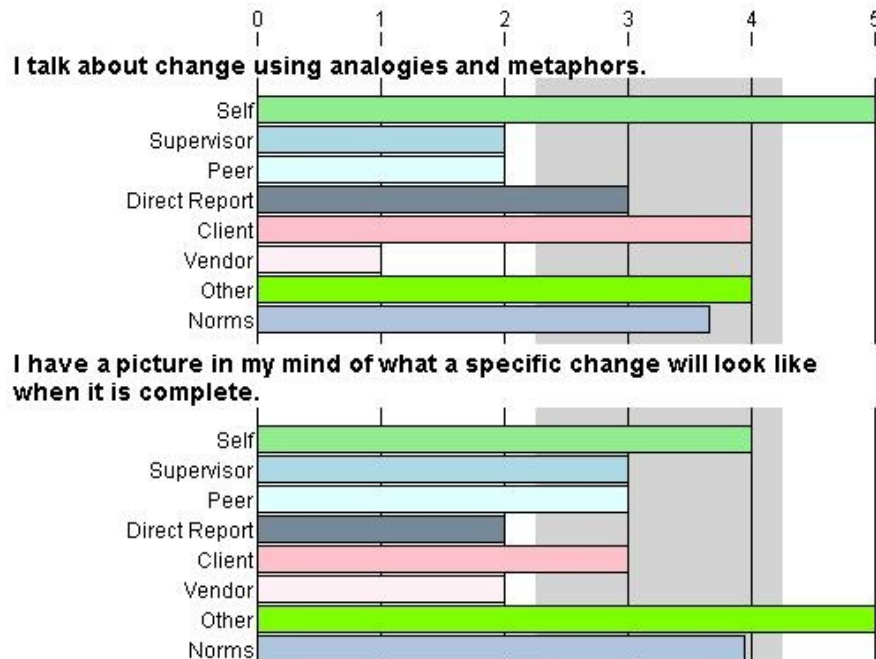 0 1 2 3 4 5
I talk about change using analogies and metaphors.
Self
Supervisor
Peer
Direct Report
Client
Vendor
Other
Norms
I have a picture in my mind of what a specific change will look like
when it is complete.
Self
Supervisor
Peer
Direct Report
Client
Vendor
Other
Norms